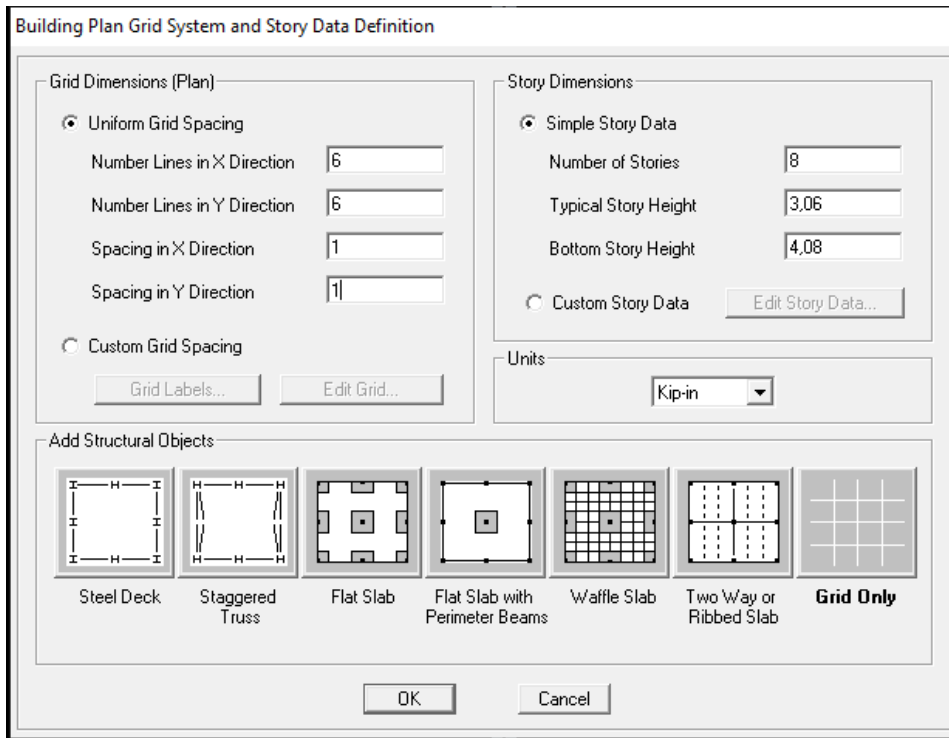 Building Plan Grid System and Story Data Definition
Grid Dimensions (Plan)
Uniform Grid Spacing
Number Lines in X Direction 6
Number Lines in Y Direction 6
Spacing in X Direction 1
Spacing in Y Direction 1
Custom Grid Spacing
Grid Labels...
Edit Grid...
Story Dimensions
Simple Story Data
Number of Stories 8
Typical Story Height 3,06
Bottom Story Height 4,08
Custom Story Data Edit Story Data...
Units
Kip-in
Add Structural Objects
Steel Deck
Staggered
Truss
Flat Slab
Flat Slab with
Perimeter Beams
Waffle Slab
Two Way or
Ribbed Slab
Grid Only
OK
Cancel